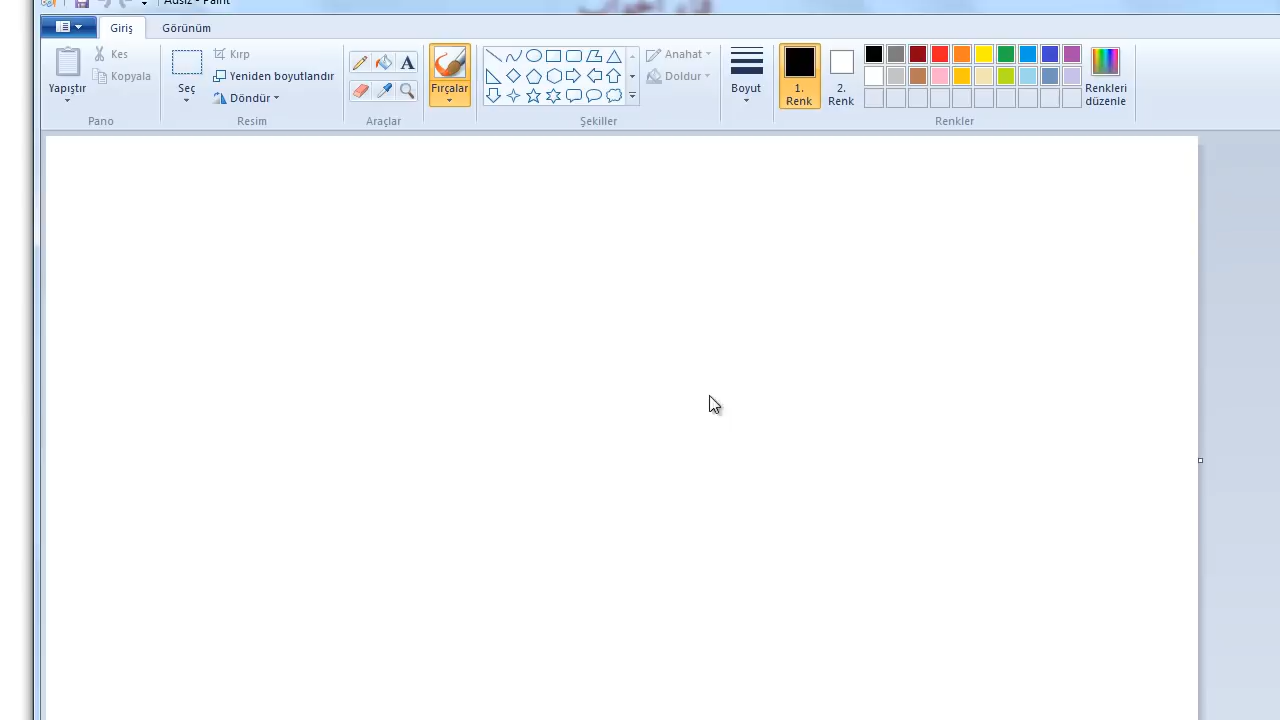 Adsız - Paint
Giriş Görünüm
Yapıştır
Kes
Kopyala
Pano
Seç
Kırp
Yeniden boyutlandır
Döndür
Resim
A
Araçlar
Fırçalar
Anahat
Doldur
Şekiller
Boyut
1.
Renk
2.
Renk
Renkleri
düzenle
Renkler